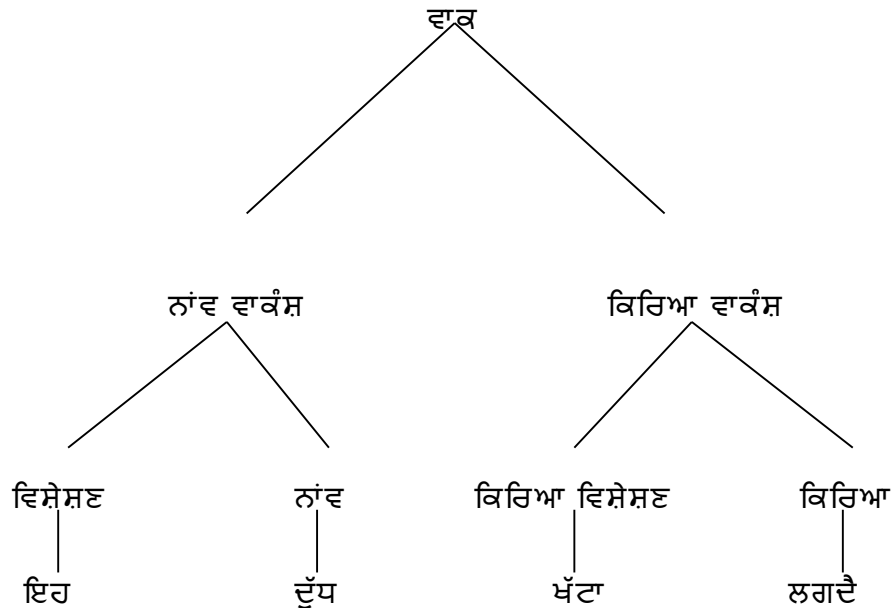 ਵਾਕ
ਨਾਂਵ ਵਾਕੰਸ਼ ਕਿਰਿਆ ਵਾਕੰਸ਼
ਵਿਸ਼ੇਸ਼ਣ ਨਾਂਵ ਕਿਰਿਆ ਵਿਸ਼ੇਸ਼ਣ ਕਿਰਿਆ
ਇਹ ਦੁੱਧ ਖੱਟਾ ਲਗਦੈ